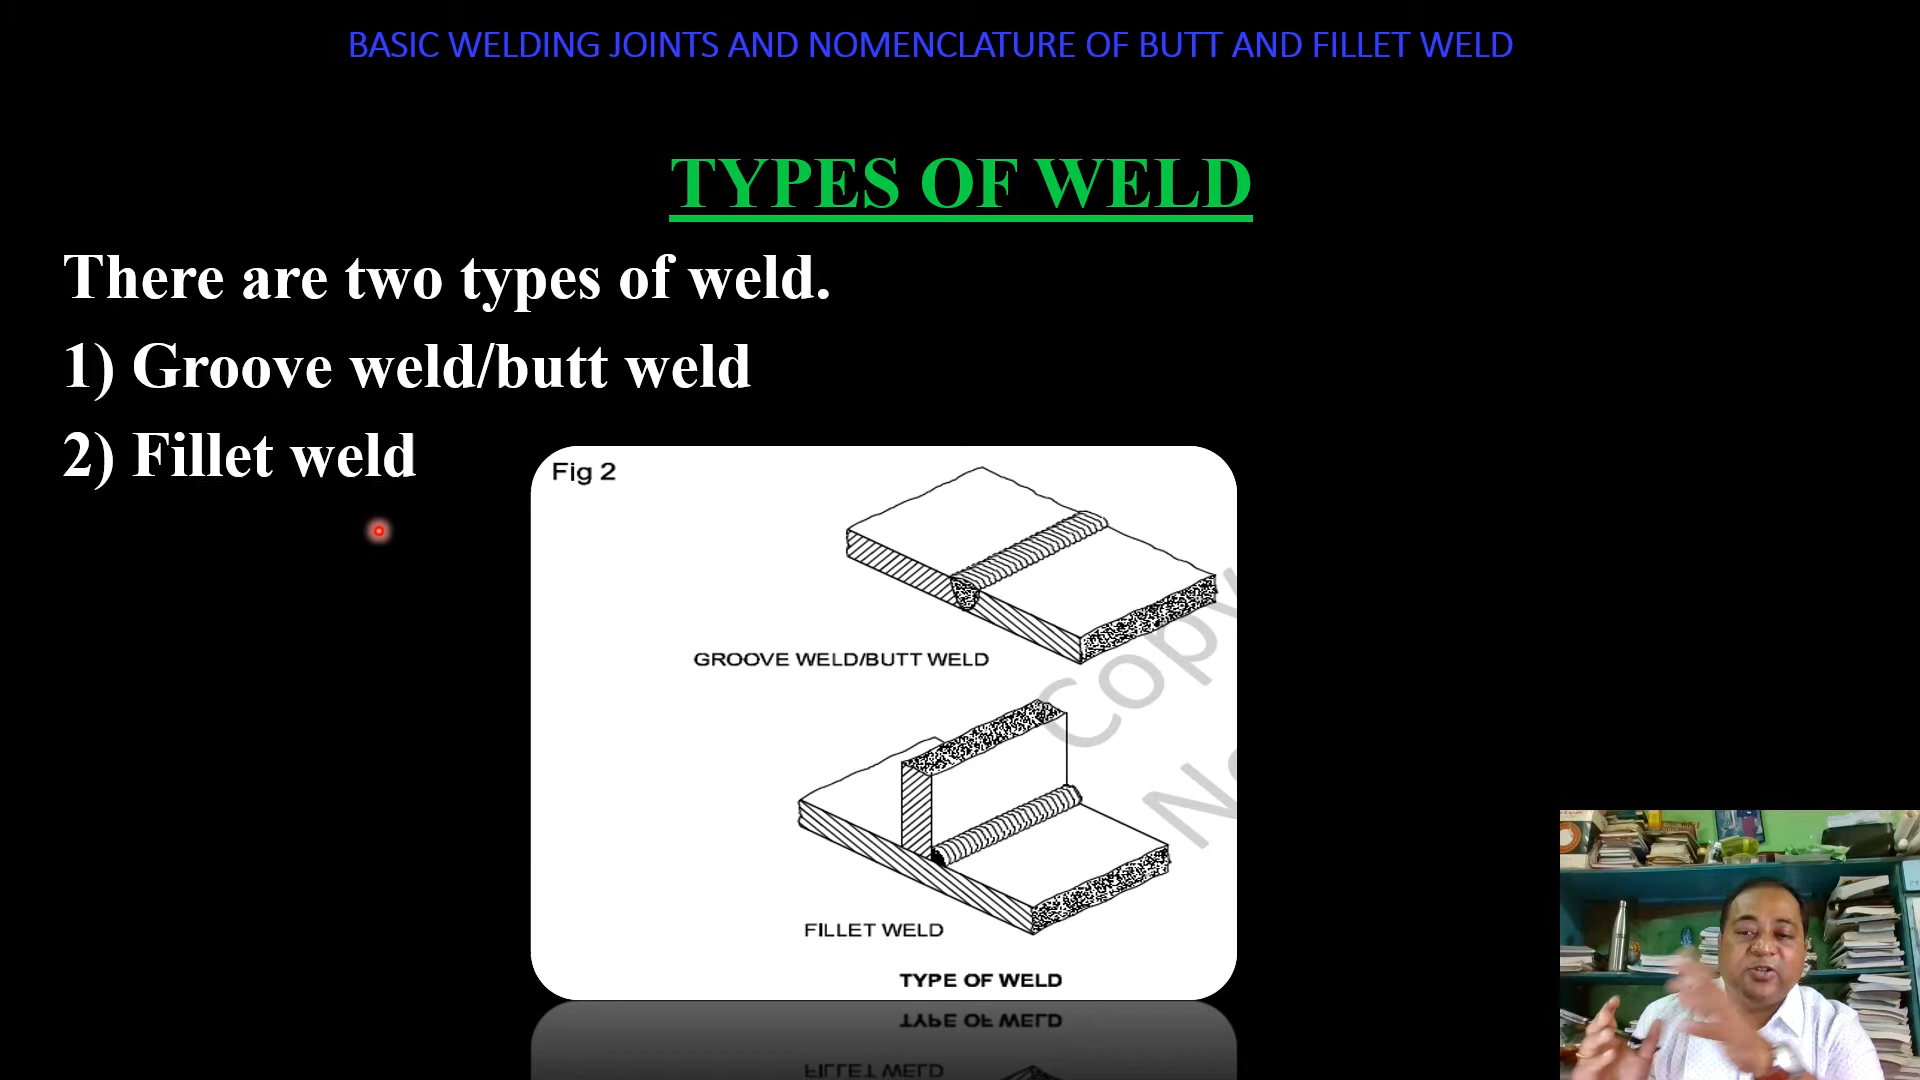 BASIC WELDING JOINTS AND NOMENCLATURE OF BUTT AND FILLET WELD
TYPES OF WELD
There are two types of weld.
1) Groove weld/butt weld
2) Fillet weld
Fig 2
GROOVE WELD/BUTT WELD
Copy
FILLET WELD
TYPE OF WELD